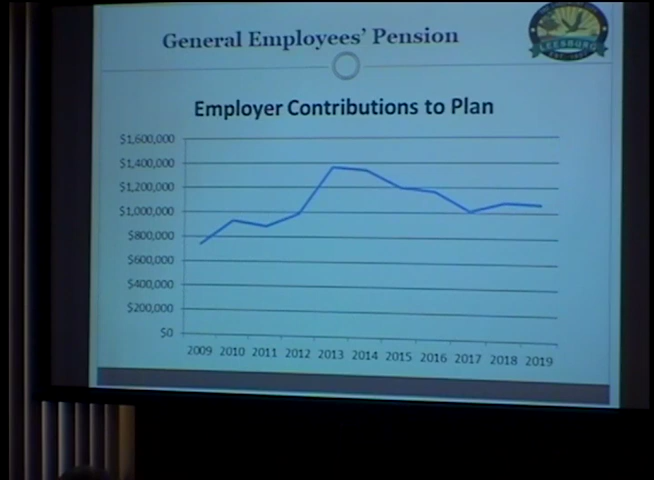 General Employees' Pension
LEESBURG
Employer Contributions to Plan
$1,600,000
$1,400,000
$1,200,000
$1,000,000
$800,000
$600,000
$400,000
$200,000
$0
2009 2010 2011 2012 2013 2014 2015 2016 2017 2018 2019